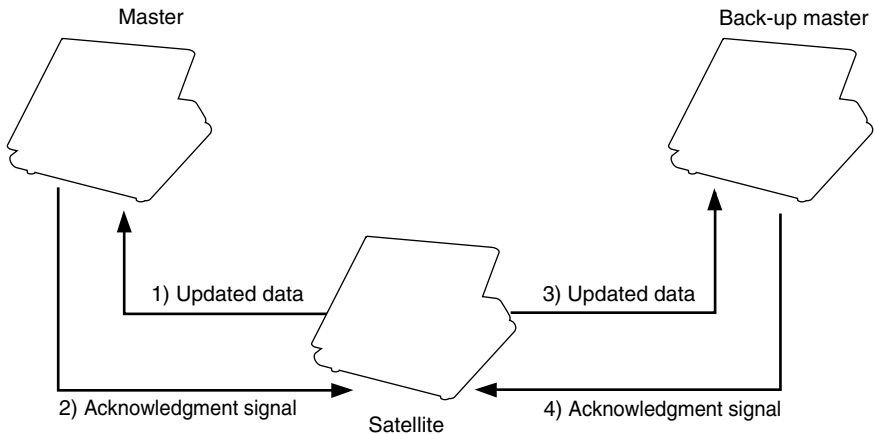 Master
Back-up master
1) Updated data
3) Updated data
2) Acknowledgment signal
4) Acknowledgment signal
Satellite